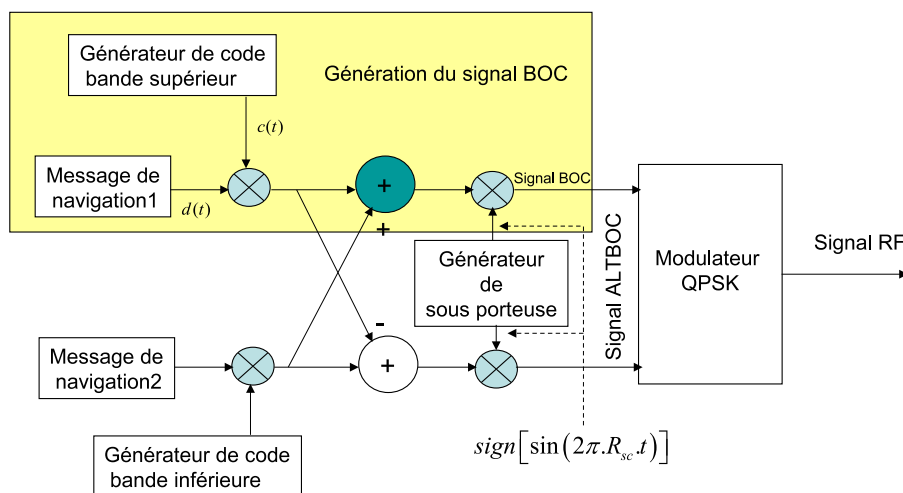 Générateur de code
bande supérieur
Génération du signal BOC
c(t)
Message de
navigation1
d(t)
+
+
Signal BOC
Générateur
de
sous porteuse
Signal ALTBOC
Modulateur
QPSK
Signal RF
-
+
Message de
navigation2
Générateur de code
bande inférieure
sign[sin(2π.R_sc.t)]